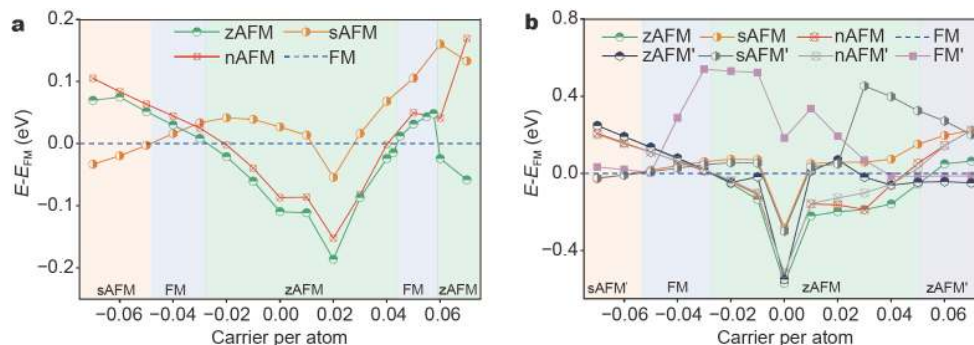 a
zAFM sAFM
nAFM FM
0.2
0.1
0.0
−0.1
−0.2
E-E_FM (eV)
sAFM FM zAFM FM zAFM
−0.06 −0.04 −0.02 0.00 0.02 0.04 0.06
Carrier per atom
b
zAFM sAFM nAFM FM
zAFM' sAFM' nAFM' FM'
0.8
0.4
0.0
−0.4
E-E_FM (eV)
sAFM' FM zAFM zAFM'
−0.06 −0.04 −0.02 0.00 0.02 0.04 0.06
Carrier per atom